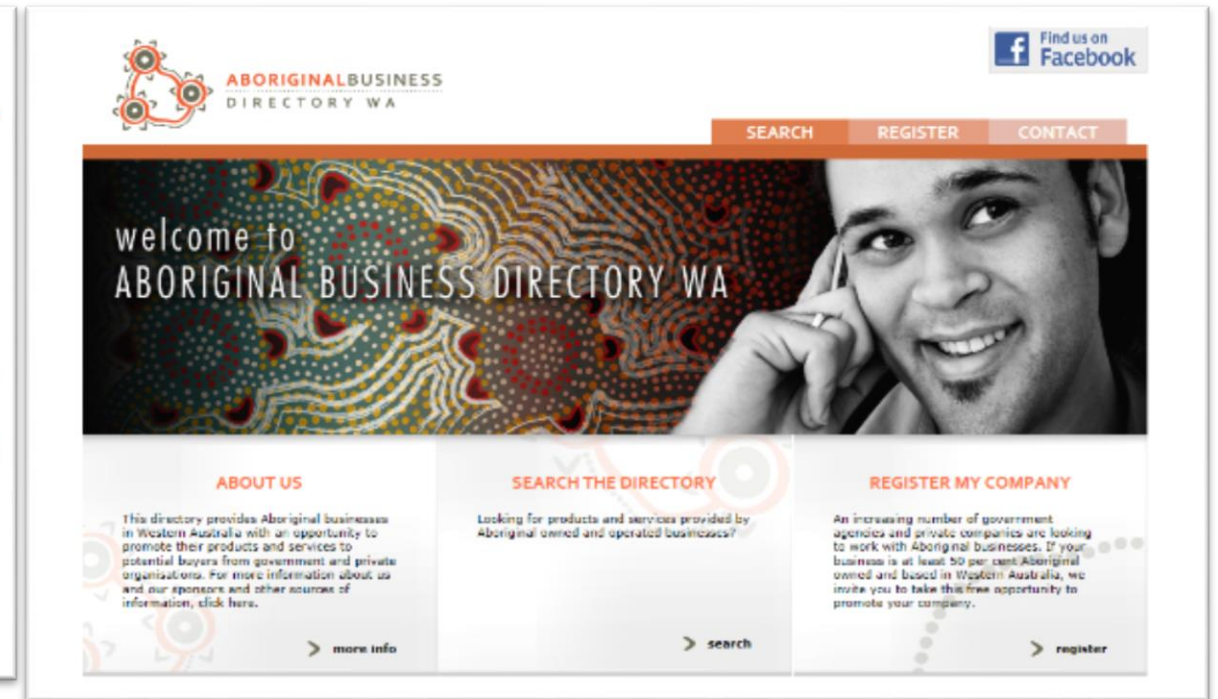 Find us on
Facebook
ABORIGINALBUSINESS
DIRECTORY WA
SEARCH
REGISTER
CONTACT
welcome to
ABORIGINAL BUSINESS DIRECTORY WA
ABOUT US
This directory provides Aboriginal businesses
in Western Australia with an opportunity to
promote their products and services to
potential buyers from government and private
organisations. For more information about us
and our sponsors and other sources of
information, click here.
more info
SEARCH THE DIRECTORY
Looking for products and services provided by
Aboriginal owned and operated businesses?
search
REGISTER MY COMPANY
An increasing number of government
agencies and private companies are looking
to work with Aboriginal businesses. If your
business is at least 50 per cent Aboriginal
owned and based in Western Australia, we
invite you to take this free opportunity to
promote your company.
register